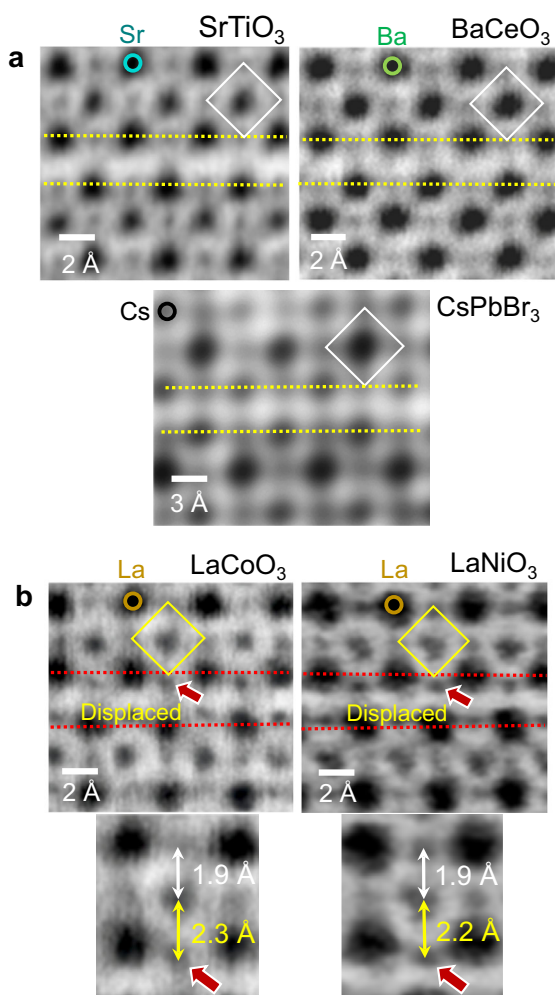 a
Sr
SrTiO3
Ba
BaCeO3
2 Å
2 Å
Cs
CsPbBr3
3 Å
b
La
LaCoO3
La
LaNiO3
Displaced
2 Å
Displaced
2 Å
1.9 Å
2.3 Å
1.9 Å
2.2 Å